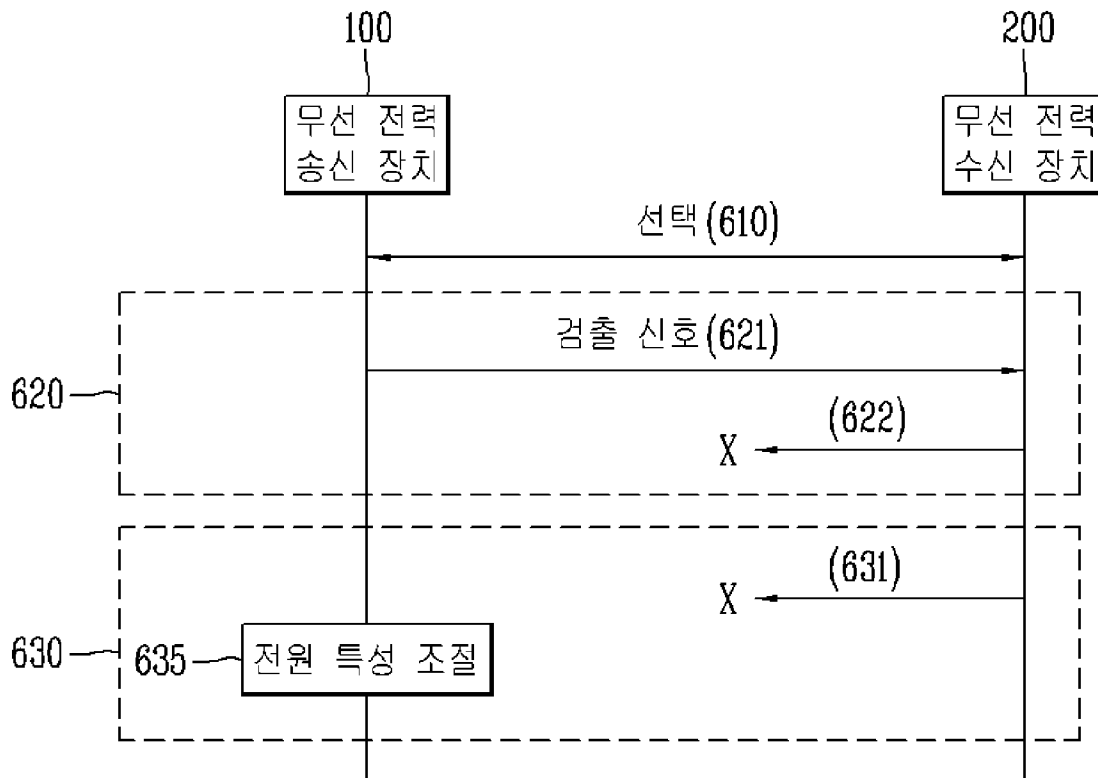 100
200
무선 전력
송신 장치
무선 전력
수신 장치
선택(610)
검출 신호(621)
620
(622)
X
(631)
X
630
635
전원 특성 조절